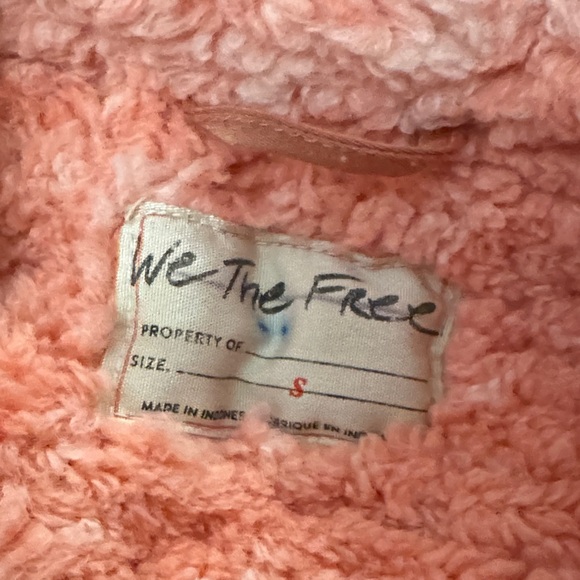 We The Free
PROPERTY OF
SIZE. S
MADE IN